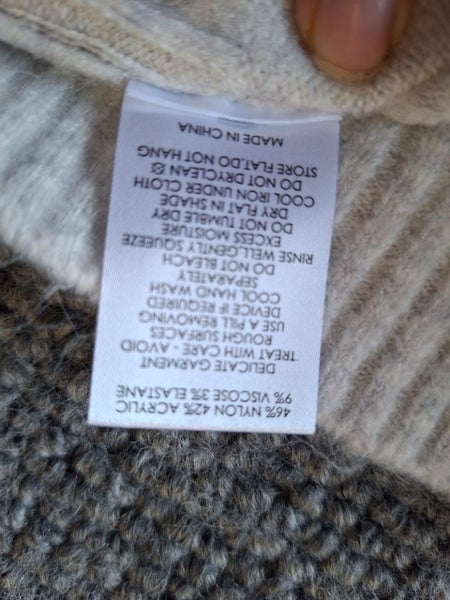 46% NYLON 42% ACRYLIC
9% VISCOSE 3% ELASTANE
DELICATE GARMENT
TREAT WITH CARE - AVOID
ROUGH SURFACES
USE A PILL REMOVING
DEVICE IF REQUIRED
COOL HAND WASH
SEPARATELY
DO NOT BLEACH
RINSE WELL.GENTLY SQUEEZE
EXCESS MOISTURE
DO NOT TUMBLE DRY
DRY FLAT IN SHADE
COOL IRON UNDER CLOTH
DO NOT DRYCLEAN
STORE FLAT.DO NOT HANG
MADE IN CHINA